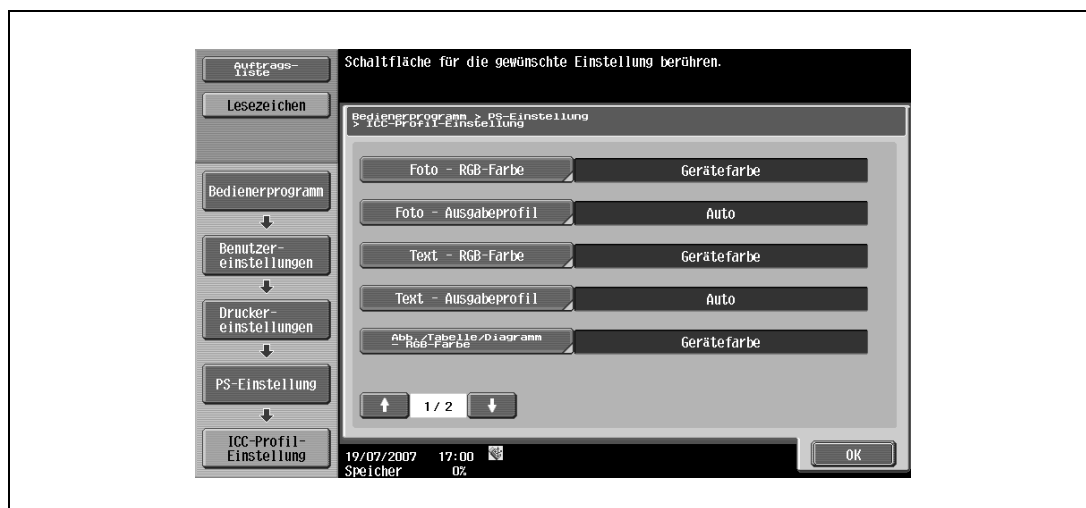 Auftrags-
liste
Lesezeichen
Bedienerprogramm
Benutzer-
einstellungen
Drucker-
einstellungen
PS-Einstellung
ICC-Profil-
Einstellung
Schaltfläche für die gewünschte Einstellung berühren.
Bedienerprogramm > PS-Einstellung
> ICC-Profil-Einstellung
Foto - RGB-Farbe Gerätefarbe
Foto - Ausgabeprofil Auto
Text - RGB-Farbe Gerätefarbe
Text - Ausgabeprofil Auto
Abb./Tabelle/Diagramm
- RGB-Farbe Gerätefarbe
1/2
19/07/2007 17:00
Speicher 0%
OK